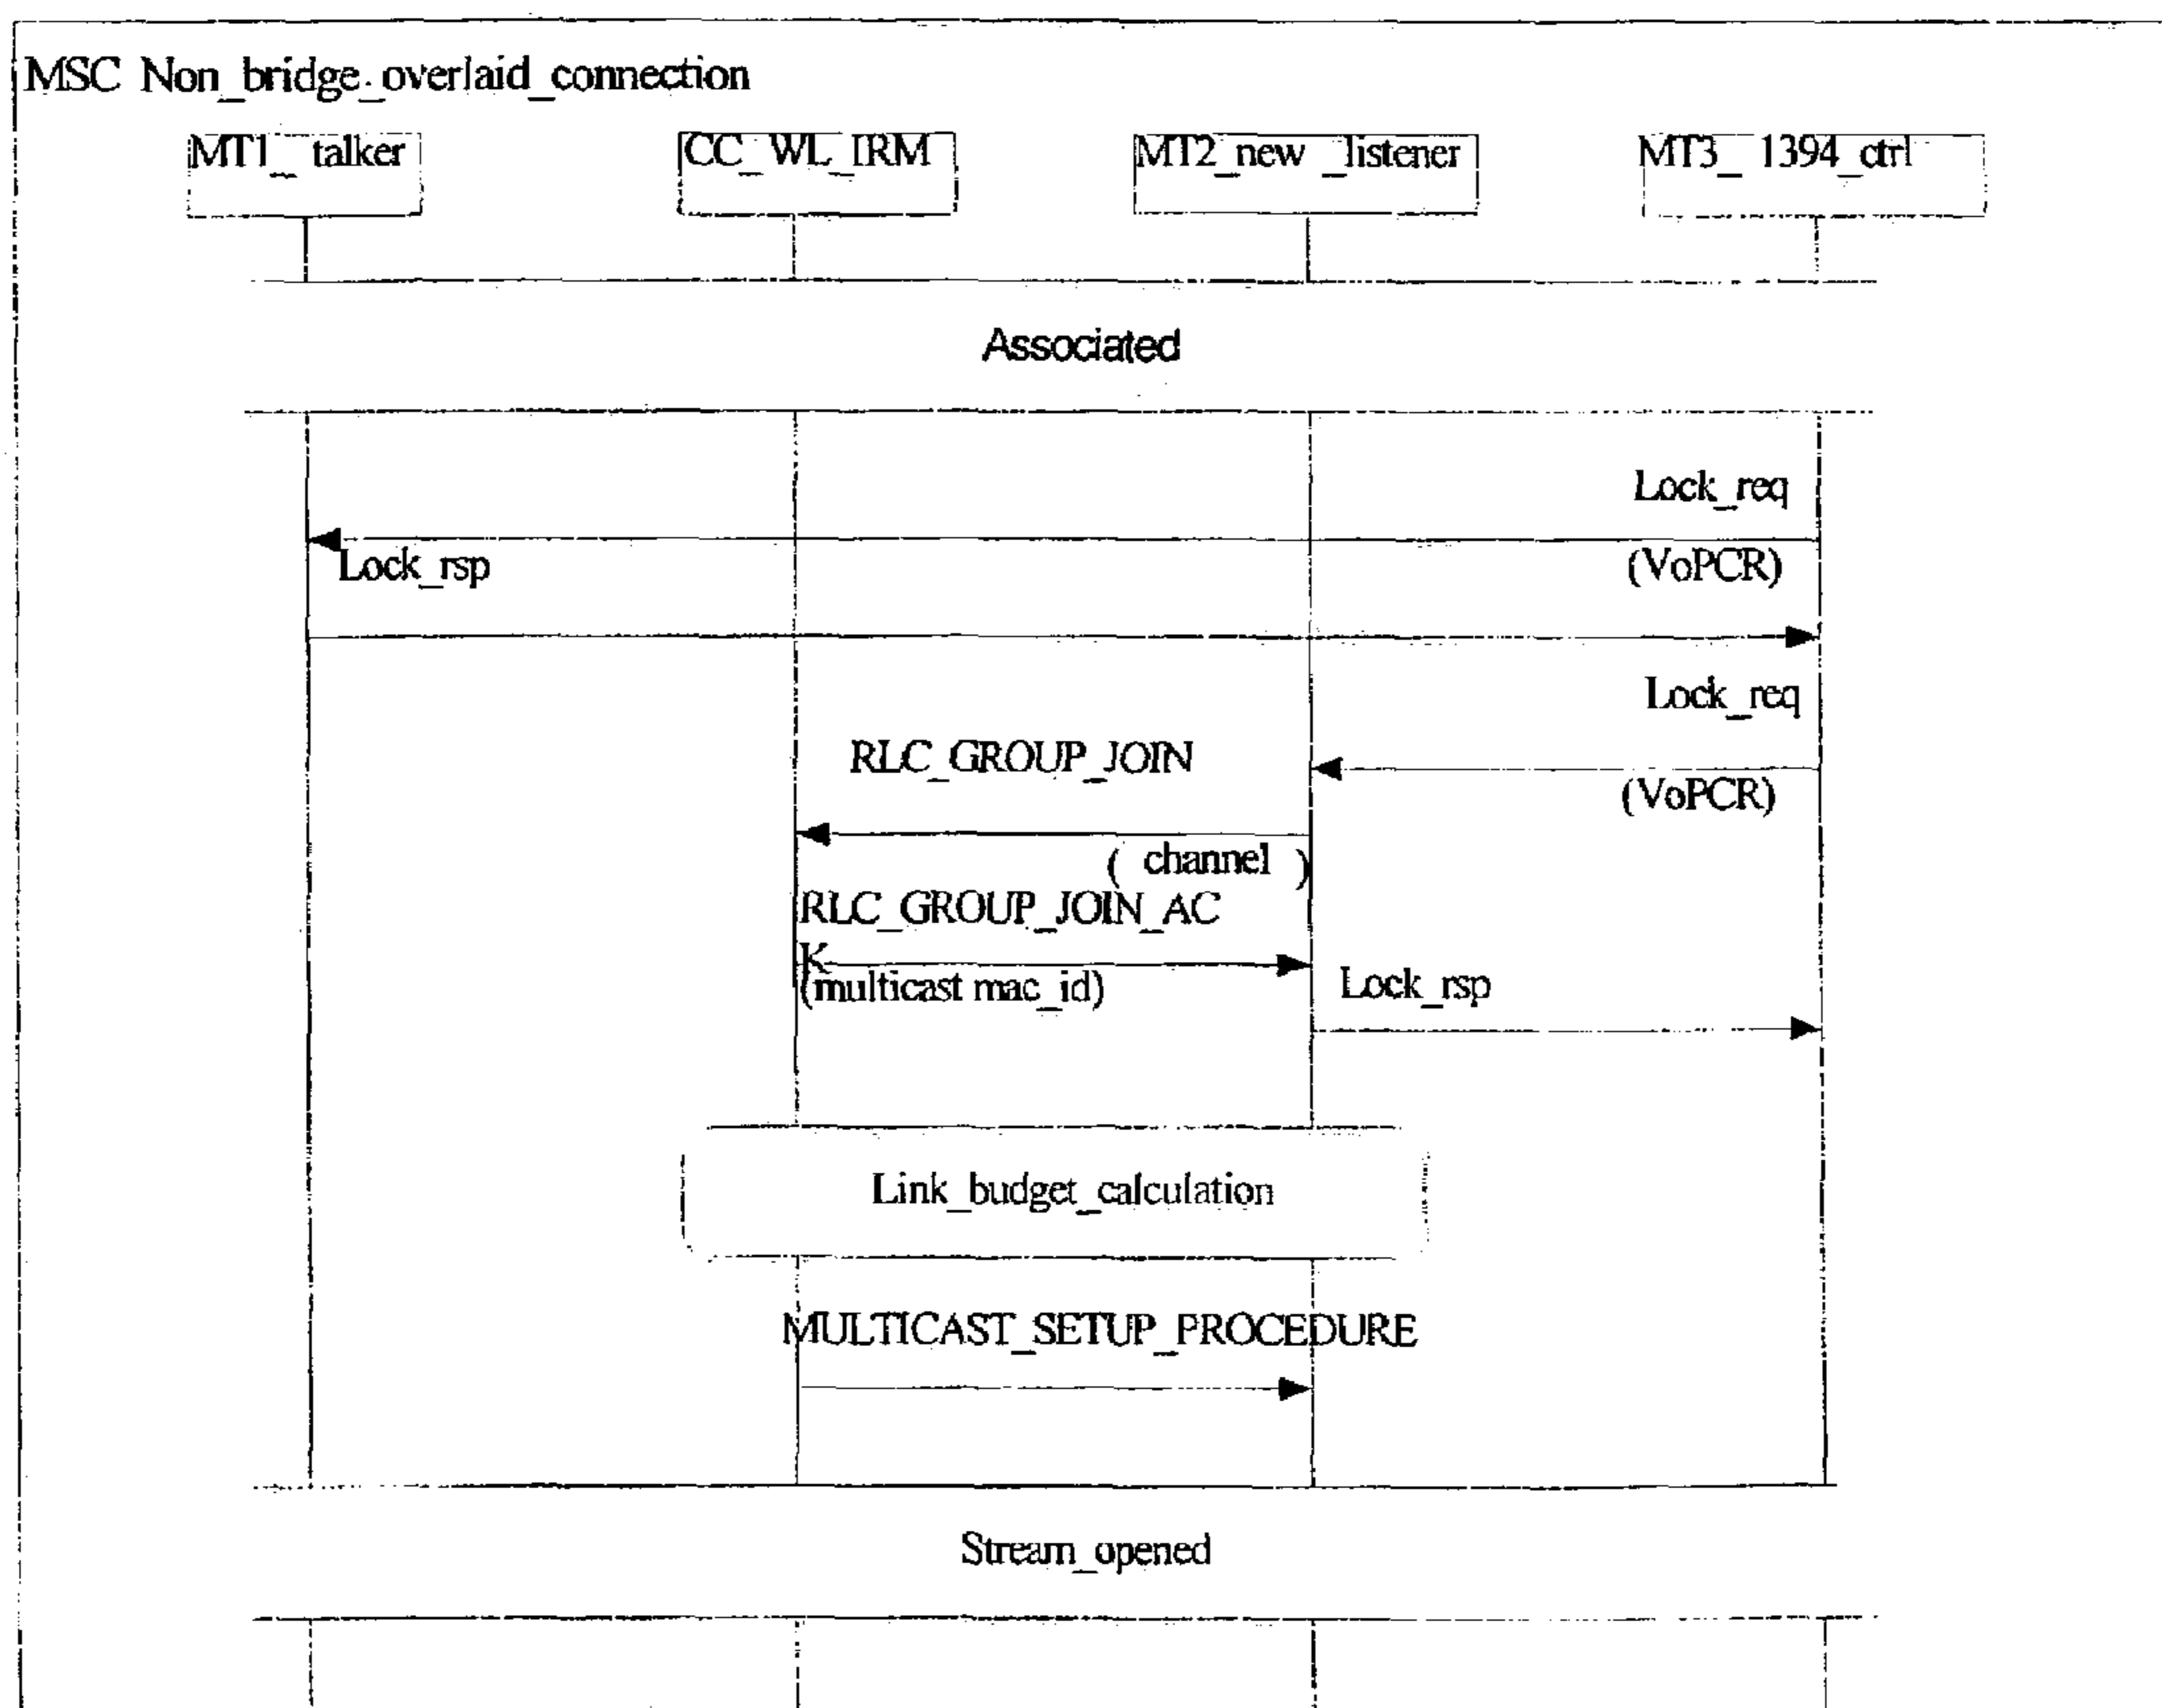 MSC Non_bridge_overlaid_connection
MT1_ talker
CC_WL_IRM
MT2_new _listener
MT3_ 1394_ctrl
Associated
Lock_req
(VoPCR)
Lock_rsp
Lock_req
(VoPCR)
RLC_GROUP_JOIN
( channel )
RLC_GROUP_JOIN_AC
K
(multicast mac_id)
Lock_rsp
Link_budget_calculation
MULTICAST_SETUP_PROCEDURE
Stream_opened